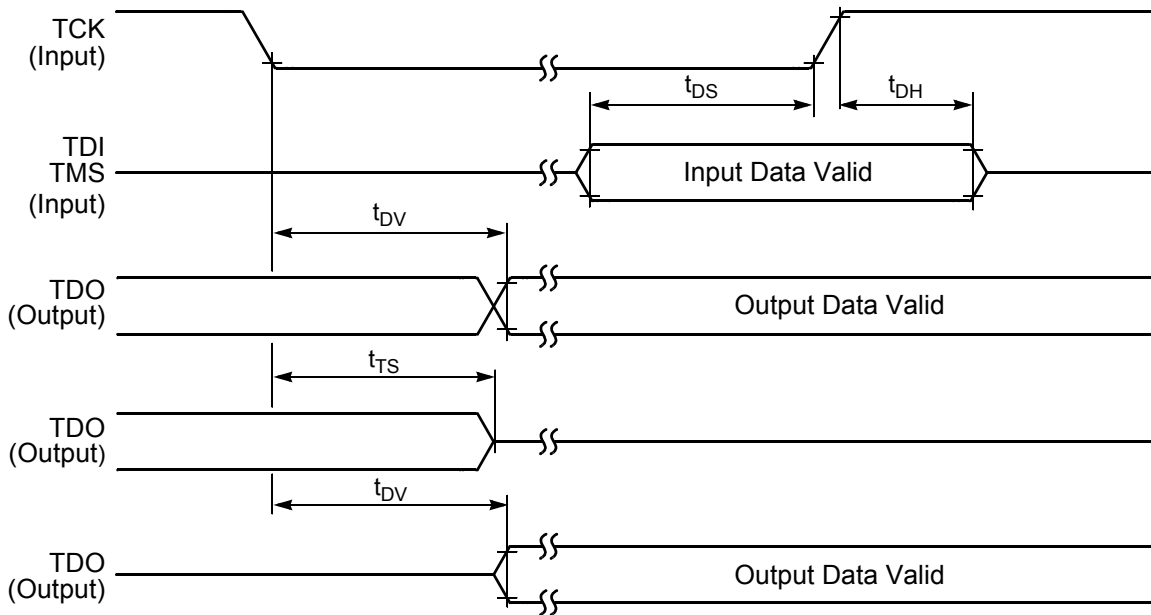 TCK
(Input)
tDS
tDH
TDI
TMS
(Input)
Input Data Valid
tDV
TDO
(Output)
Output Data Valid
tTS
TDO
(Output)
tDV
TDO
(Output)
Output Data Valid